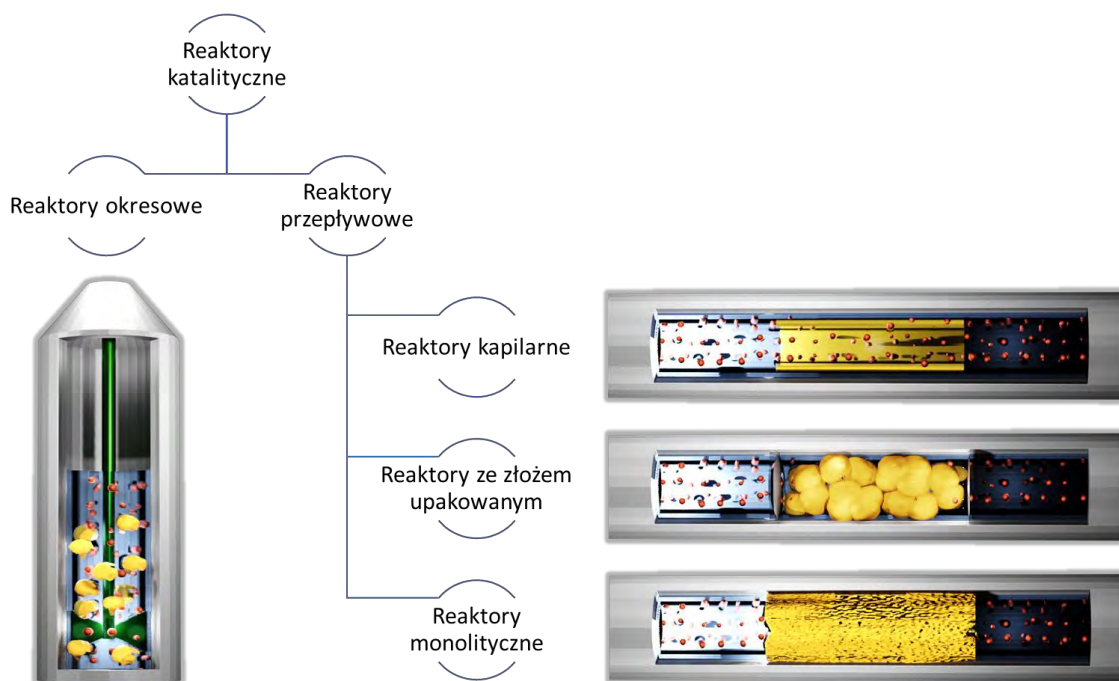 Reaktory
katalityczne
Reaktory okresowe
Reaktory
przepływowe
Reaktory kapilarne
Reaktory ze złożem
upakowanym
Reaktory
monolityczne